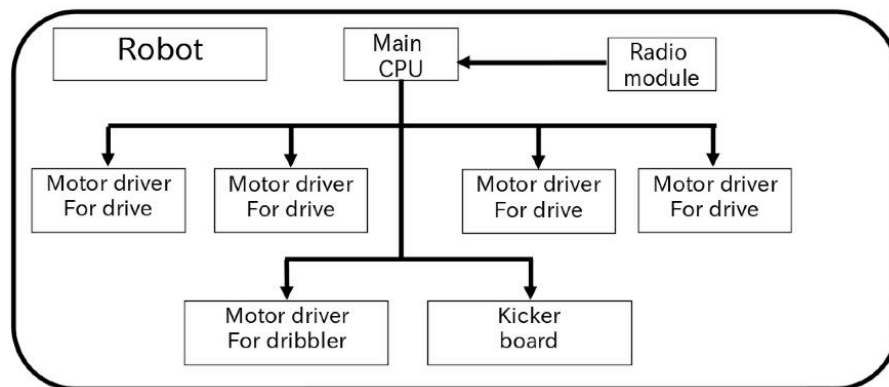 Robot
Main
CPU
Radio
module
Motor driver
For drive
Motor driver
For drive
Motor driver
For drive
Motor driver
For drive
Motor driver
For dribbler
Kicker
board